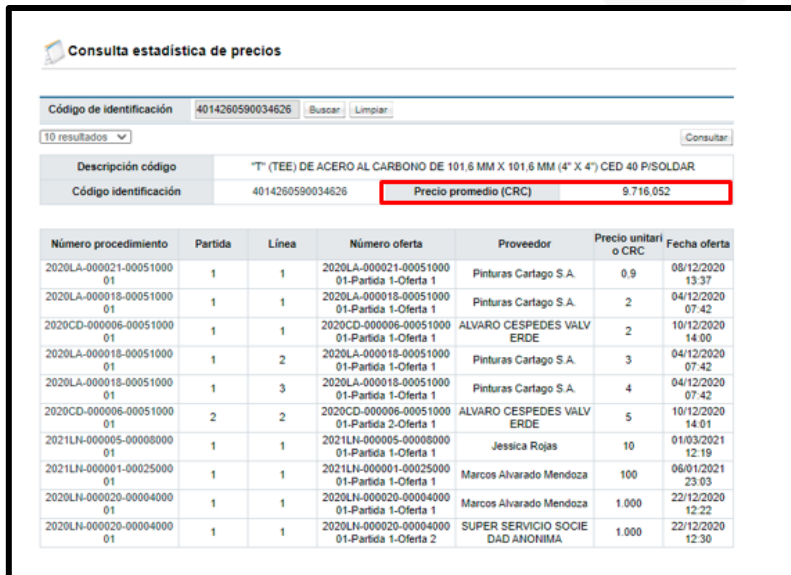 Consulta estadística de precios
Código de identificación 4014260590034626 Buscar Limpiar
10 resultados Consultar
Descripción código "T" (TEE) DE ACERO AL CARBONO DE 101,6 MM X 101,6 MM (4" X 4") CED 40 P/SOLDAR
Código identificación 4014260590034626 Precio promedio (CRC) 9.716,052
Número procedimiento Partida Línea Número oferta Proveedor Precio unitari Fecha oferta
o CRC
2020LA-000021-00051000 1 1 2020LA-000021-00051000 Pinturas Cartago S.A. 0,9 08/12/2020
01 01-Partida 1-Oferta 1 13:37
2020LA-000018-00051000 1 1 2020LA-000018-00051000 Pinturas Cartago S.A. 2 04/12/2020
01 01-Partida 1-Oferta 1 07:42
2020CD-000006-00051000 1 1 2020CD-000006-00051000 ALVARO CESPEDES VALV 2 10/12/2020
01 01-Partida 1-Oferta 1 ERDE 14:00
2020LA-000018-00051000 1 2 2020LA-000018-00051000 Pinturas Cartago S.A. 3 04/12/2020
01 01-Partida 1-Oferta 1 07:42
2020LA-000018-00051000 1 3 2020LA-000018-00051000 Pinturas Cartago S.A. 4 04/12/2020
01 01-Partida 1-Oferta 1 07:42
2020CD-000006-00051000 2 2 2020CD-000006-00051000 ALVARO CESPEDES VALV 5 10/12/2020
01 01-Partida 2-Oferta 1 ERDE 14:01
2021LN-000005-00008000 1 1 2021LN-000005-00008000 Jessica Rojas 10 01/03/2021
01 01-Partida 1-Oferta 1 12:19
2021LN-000001-00025000 1 1 2021LN-000001-00025000 Marcos Alvarado Mendoza 100 06/01/2021
01 01-Partida 1-Oferta 1 23:03
2020LN-000020-00004000 1 1 2020LN-000020-00004000 Marcos Alvarado Mendoza 1.000 22/12/2020
01 01-Partida 1-Oferta 1 12:22
2020LN-000020-00004000 1 1 2020LN-000020-00004000 SUPER SERVICIO SOCIE 1.000 22/12/2020
01 01-Partida 1-Oferta 2 DAD ANONIMA 12:30